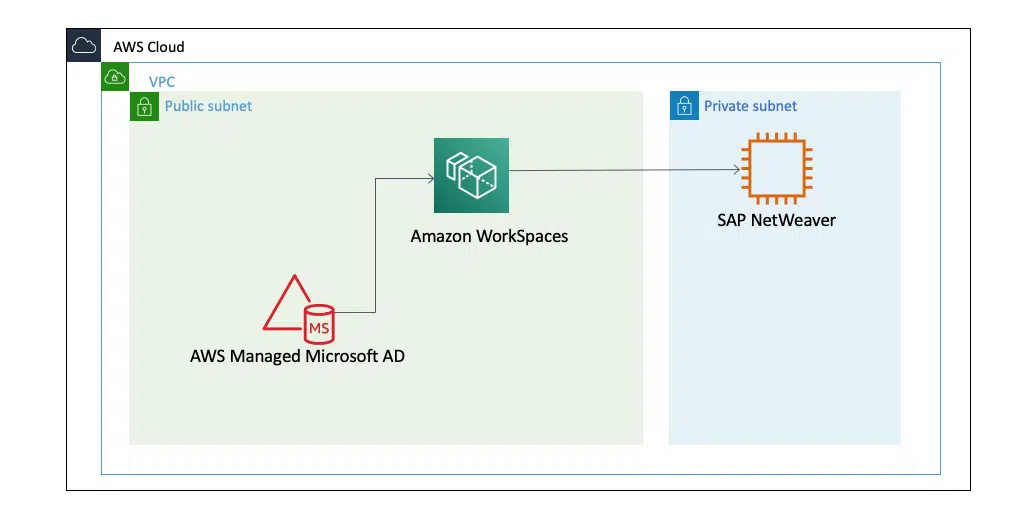 AWS Cloud
VPC
Public subnet
Private subnet
Amazon WorkSpaces
SAP NetWeaver
MS
AWS Managed Microsoft AD